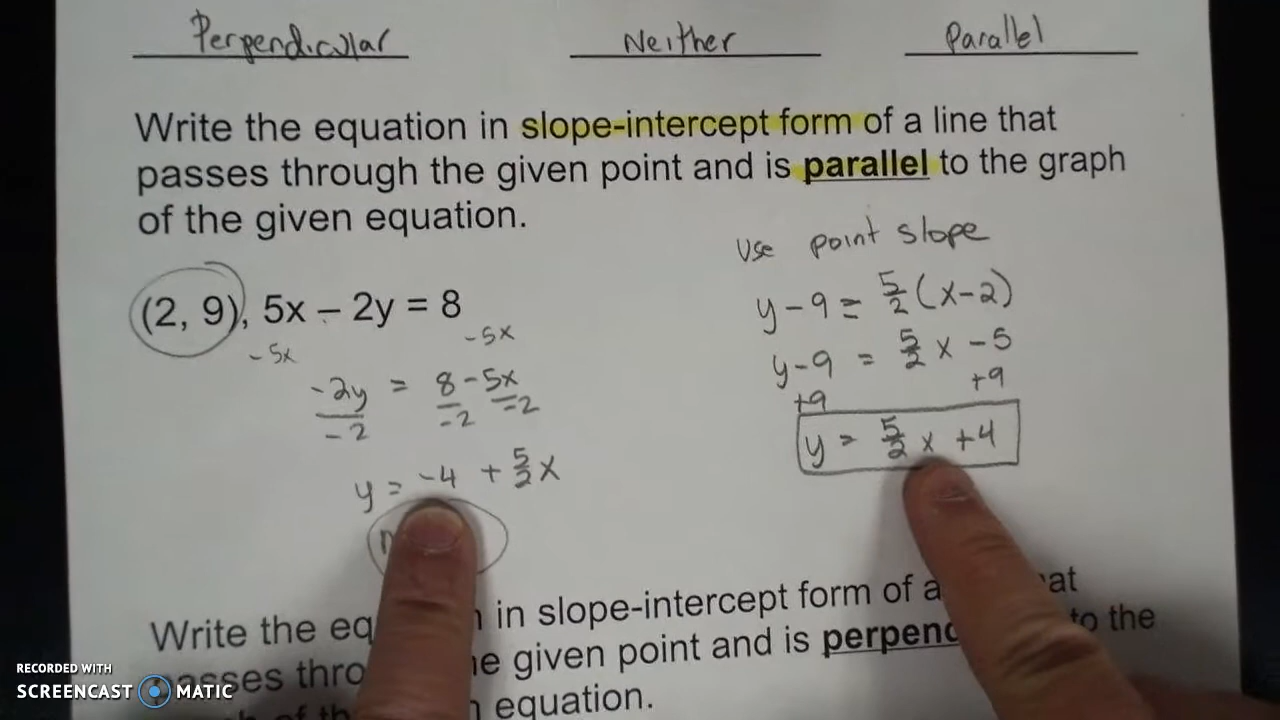 Perpendicular Neither Parallel
Write the equation in slope-intercept form of a line that
passes through the given point and is parallel to the graph
of the given equation.
(2, 9), 5x – 2y = 8
-5x -5x
-2y = 8 - 5x
-2 -2 -2
y = -4 + 5/2 x
Use point slope
y - 9 = 5/2 (x - 2)
y - 9 = 5/2 x - 5
+9 +9
y = 5/2 x + 4
Write the in slope-intercept form of a
passes given point and is to the
equation.
RECORDED WITH
SCREENCAST MATIC